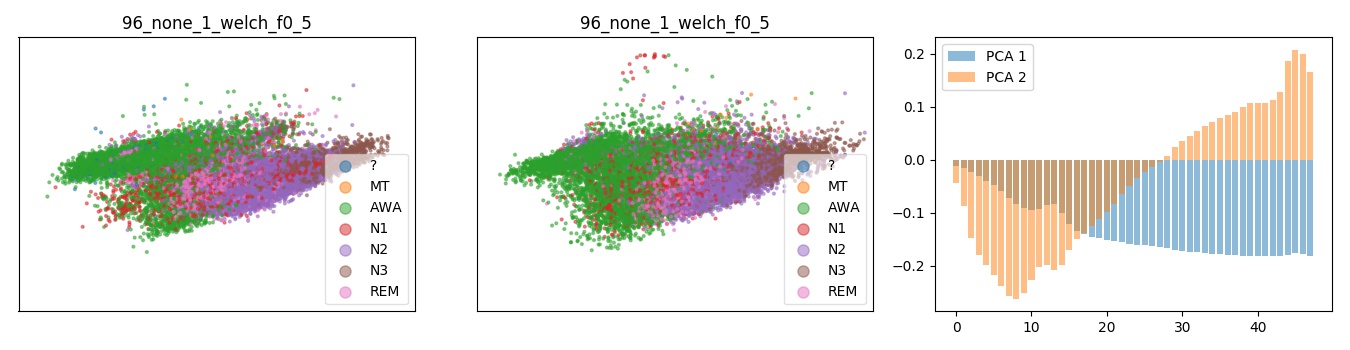 96_none_1_welch_f0_5
?
MT
AWA
N1
N2
N3
REM
96_none_1_welch_f0_5
?
MT
AWA
N1
N2
N3
REM
PCA 1
PCA 2
0.2
0.1
0.0
−0.1
−0.2
0 10 20 30 40